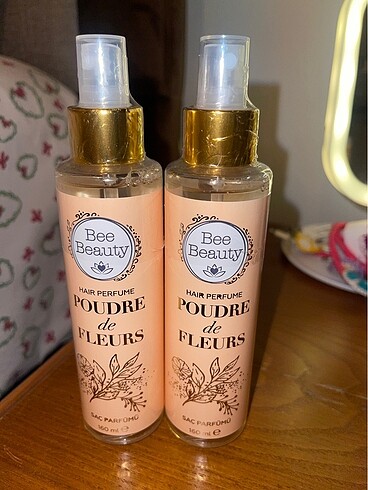 Bee
Beauty
HAIR PERFUME
POUDRE
de
FLEURS
SAÇ PARFÜMÜ
160 ml ℮
Bee
Beauty
HAIR PERFUME
POUDRE
de
FLEURS
SAÇ PARFÜMÜ
160 ml ℮